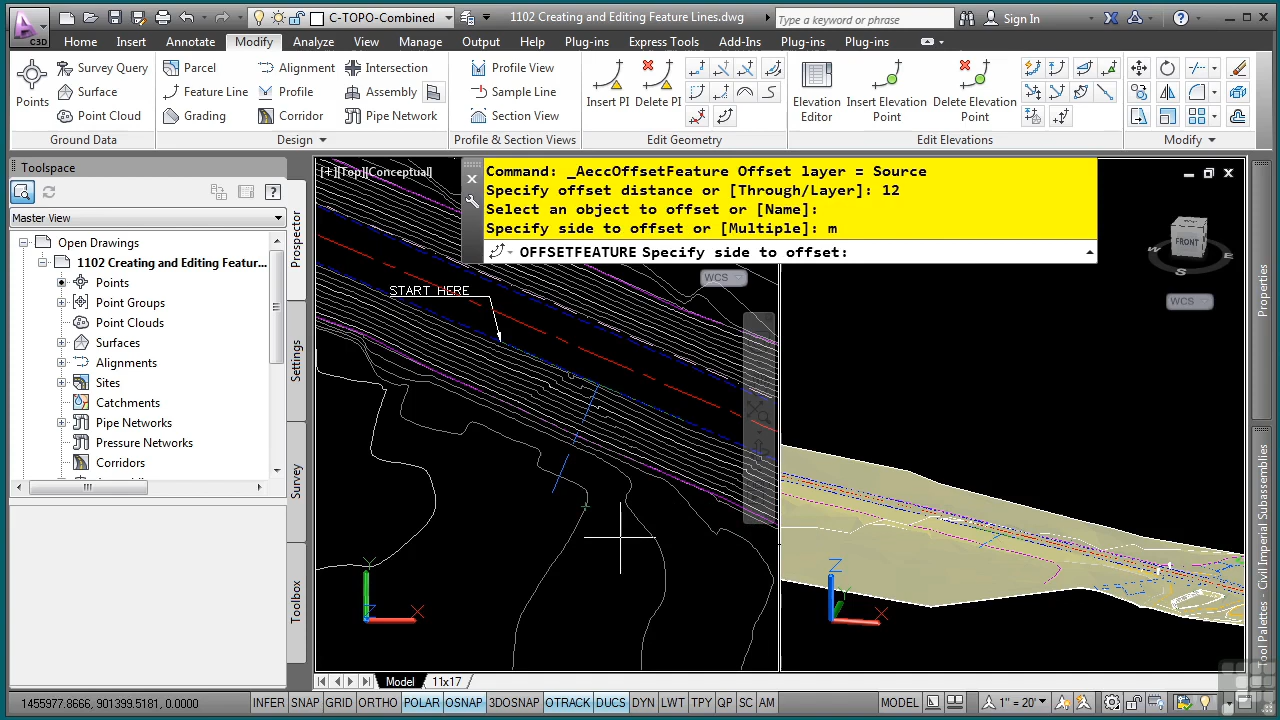 C-TOPO-Combined
1102 Creating and Editing Feature Lines.dwg
Type a keyword or phrase
Sign In
C3D
Home
Insert
Annotate
Modify
Analyze
View
Manage
Output
Help
Plug-ins
Express Tools
Add-Ins
Plug-ins
Plug-ins
Points
Survey Query
Surface
Point Cloud
Ground Data
Parcel
Feature Line
Grading
Alignment
Profile
Corridor
Intersection
Assembly
Pipe Network
Design
Profile View
Sample Line
Section View
Profile & Section Views
Insert PI
Delete PI
Edit Geometry
Elevation Editor
Insert Elevation Point
Delete Elevation Point
Edit Elevations
Modify
Toolspace
Master View
Open Drawings
1102 Creating and Editing Featur...
Points
Point Groups
Point Clouds
Surfaces
Alignments
Sites
Catchments
Pipe Networks
Pressure Networks
Corridors
Prospector
Settings
Survey
Toolbox
[+][Top][Conceptual]
Command: _AeccOffsetFeature Offset layer = Source
Specify offset distance or [Through/Layer]: 12
Select an object to offset or [Name]:
Specify side to offset or [Multiple]: m
OFFSETFEATURE Specify side to offset:
WCS
START HERE
Y
X
Z
FRONT
W
S
E
WCS
Z
Y
X
Properties
Tool Palettes - Civil Imperial Subassemblies
Model
11x17
1455977.8666, 901399.5181, 0.0000
INFER
SNAP
GRID
ORTHO
POLAR
OSNAP
3DOSNAP
OTRACK
DUCS
DYN
LWT
TPY
QP
SC
AM
MODEL
1" = 20'